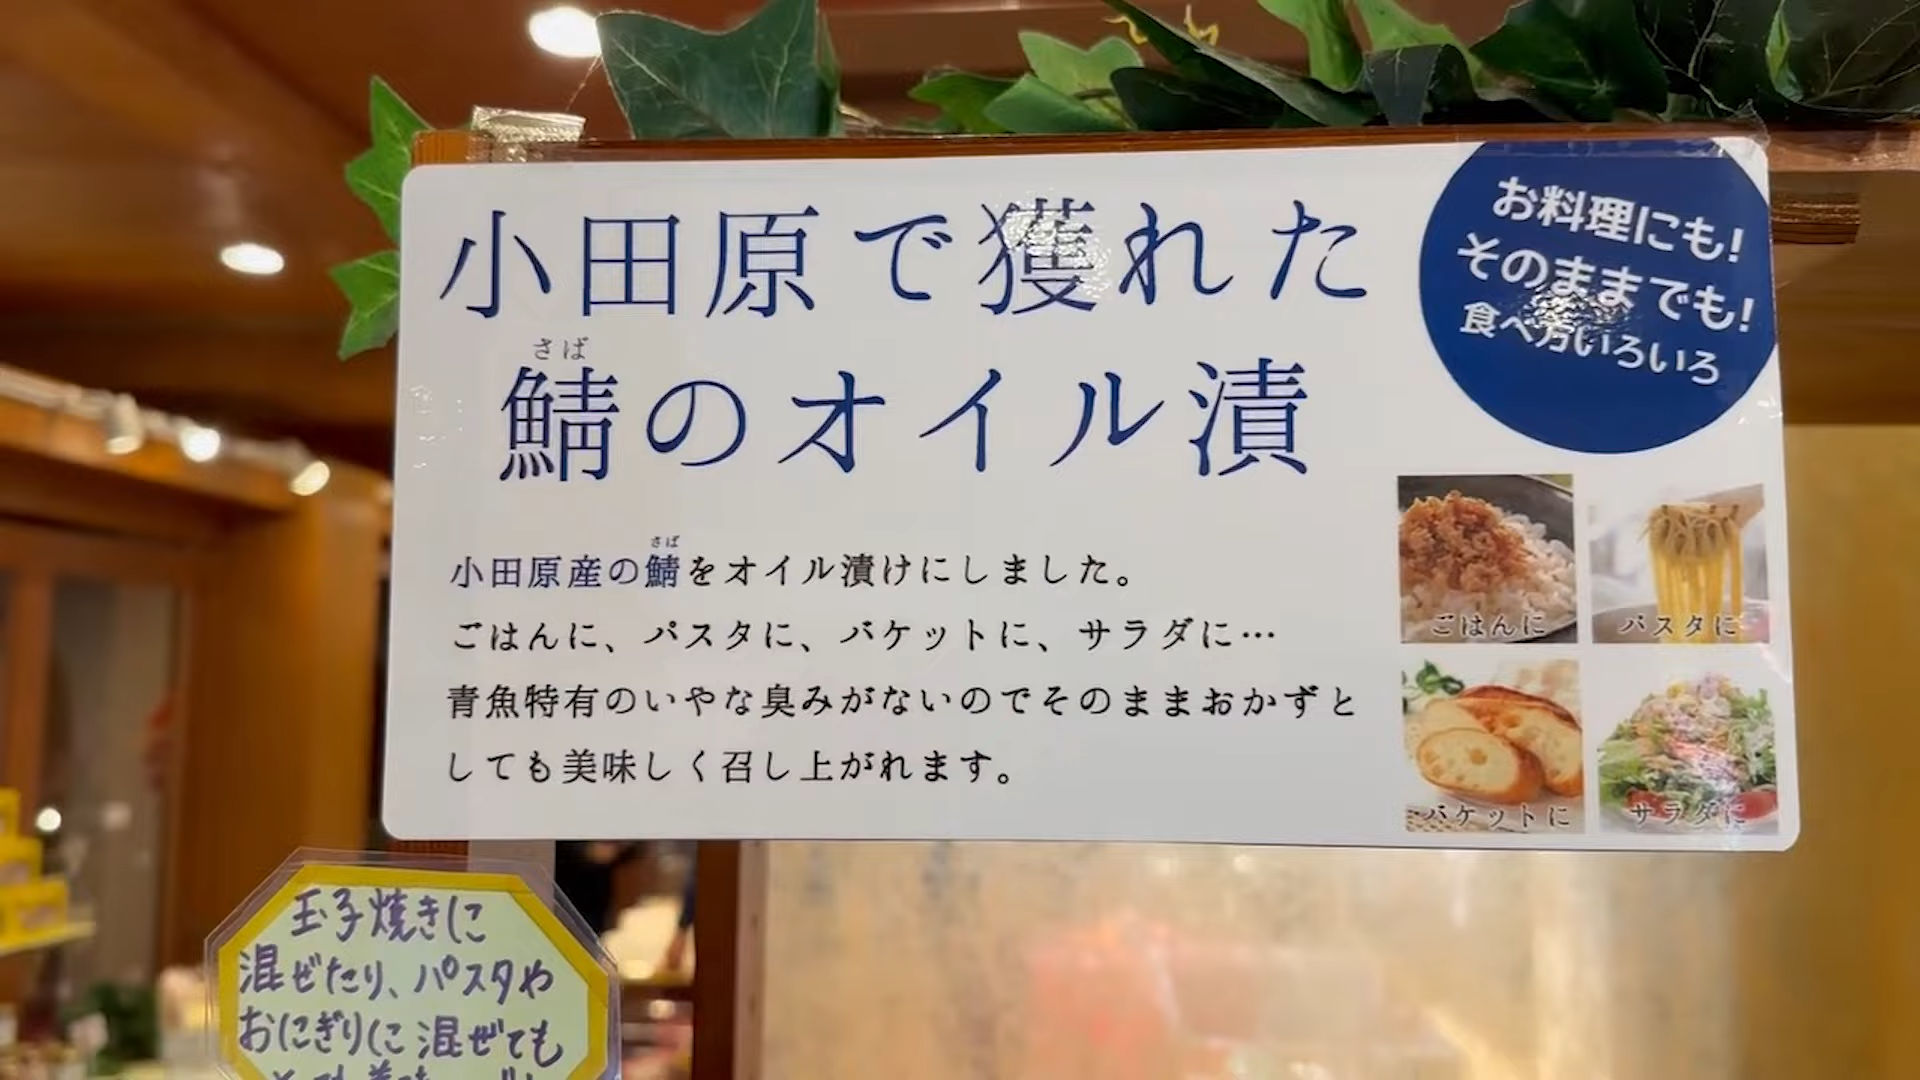 小田原で獲れた
さば
鯖のオイル漬
お料理にも!
そのままでも!
食べ方いろいろ
さば
小田原産の鯖をオイル漬けにしました。
ごはんに、パスタに、バケットに、サラダに…
青魚特有のいやな臭みがないのでそのままおかずと
しても美味しく召し上がれます。
ごはんに
パスタに
バケットに
サラダに
玉子焼きに
混ぜたり、パスタや
おにぎりに混ぜても